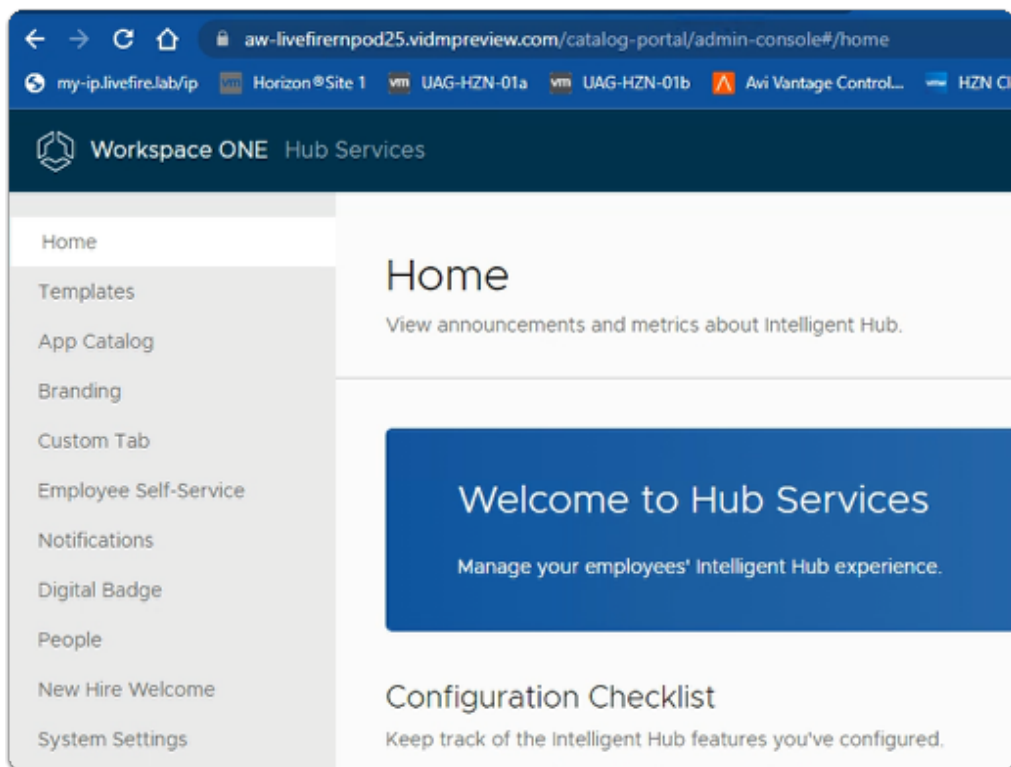 aw-livefirernpod25.vidmpreview.com/catalog-portal/admin-console#/home
my-ip.livefire.lab/ip vm Horizon®Site 1 vm UAG-HZN-01a vm UAG-HZN-01b Avi Vantage Control... HZN Cl
Workspace ONE Hub Services
Home
Templates
App Catalog
Branding
Custom Tab
Employee Self-Service
Notifications
Digital Badge
People
New Hire Welcome
System Settings
Home
View announcements and metrics about Intelligent Hub.
Welcome to Hub Services
Manage your employees' Intelligent Hub experience.
Configuration Checklist
Keep track of the Intelligent Hub features you've configured.